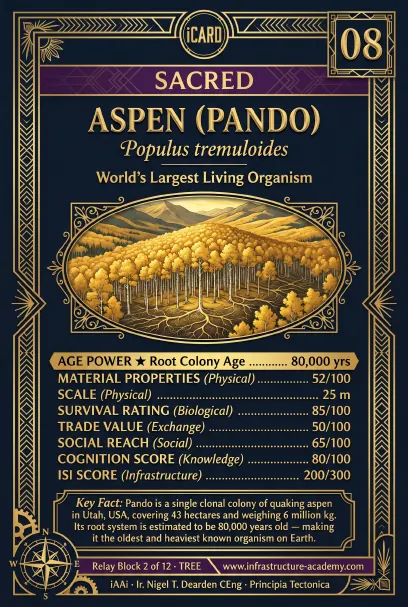 iCARD
08
SACRED
ASPEN (PANDO)
Populus tremuloides
World's Largest Living Organism
AGE POWER ★ Root Colony Age ............ 80,000 yrs
MATERIAL PROPERTIES (Physical) ................ 52/100
SCALE (Physical) ..................................................... 25 m
SURVIVAL RATING (Biological) ..................... 85/100
TRADE VALUE (Exchange) ............................. 50/100
SOCIAL REACH (Social) .................................. 65/100
COGNITION SCORE (Knowledge) ................ 80/100
ISI SCORE (Infrastructure) ............................. 200/300
Key Fact: Pando is a single clonal colony of quaking aspen
in Utah, USA, covering 43 hectares and weighing 6 million kg.
Its root system is estimated to be 80,000 years old — making
it the oldest and heaviest known organism on Earth.
N
W
E
S
Relay Block 2 of 12 · TREE
www.infrastructure-academy.com
iAAi · Ir. Nigel T. Dearden CEng · Principia Tectonica